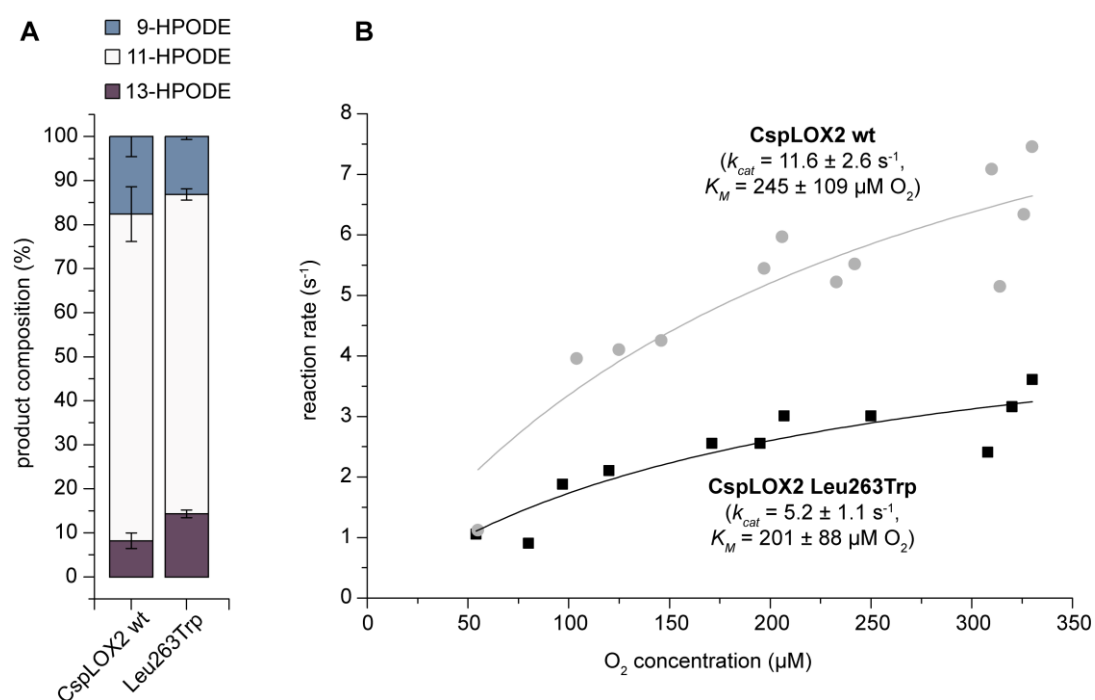 A
9-HPODE
11-HPODE
13-HPODE
product composition (%)
100
90
80
70
60
50
40
30
20
10
0
CspLOX2 wt
Leu263Trp
B
reaction rate (s⁻¹)
8
7
6
5
4
3
2
1
0
CspLOX2 wt
(kcat = 11.6 ± 2.6 s⁻¹,
KM = 245 ± 109 µM O₂)
CspLOX2 Leu263Trp
(kcat = 5.2 ± 1.1 s⁻¹,
KM = 201 ± 88 µM O₂)
0
50
100
150
200
250
300
350
O₂ concentration (µM)